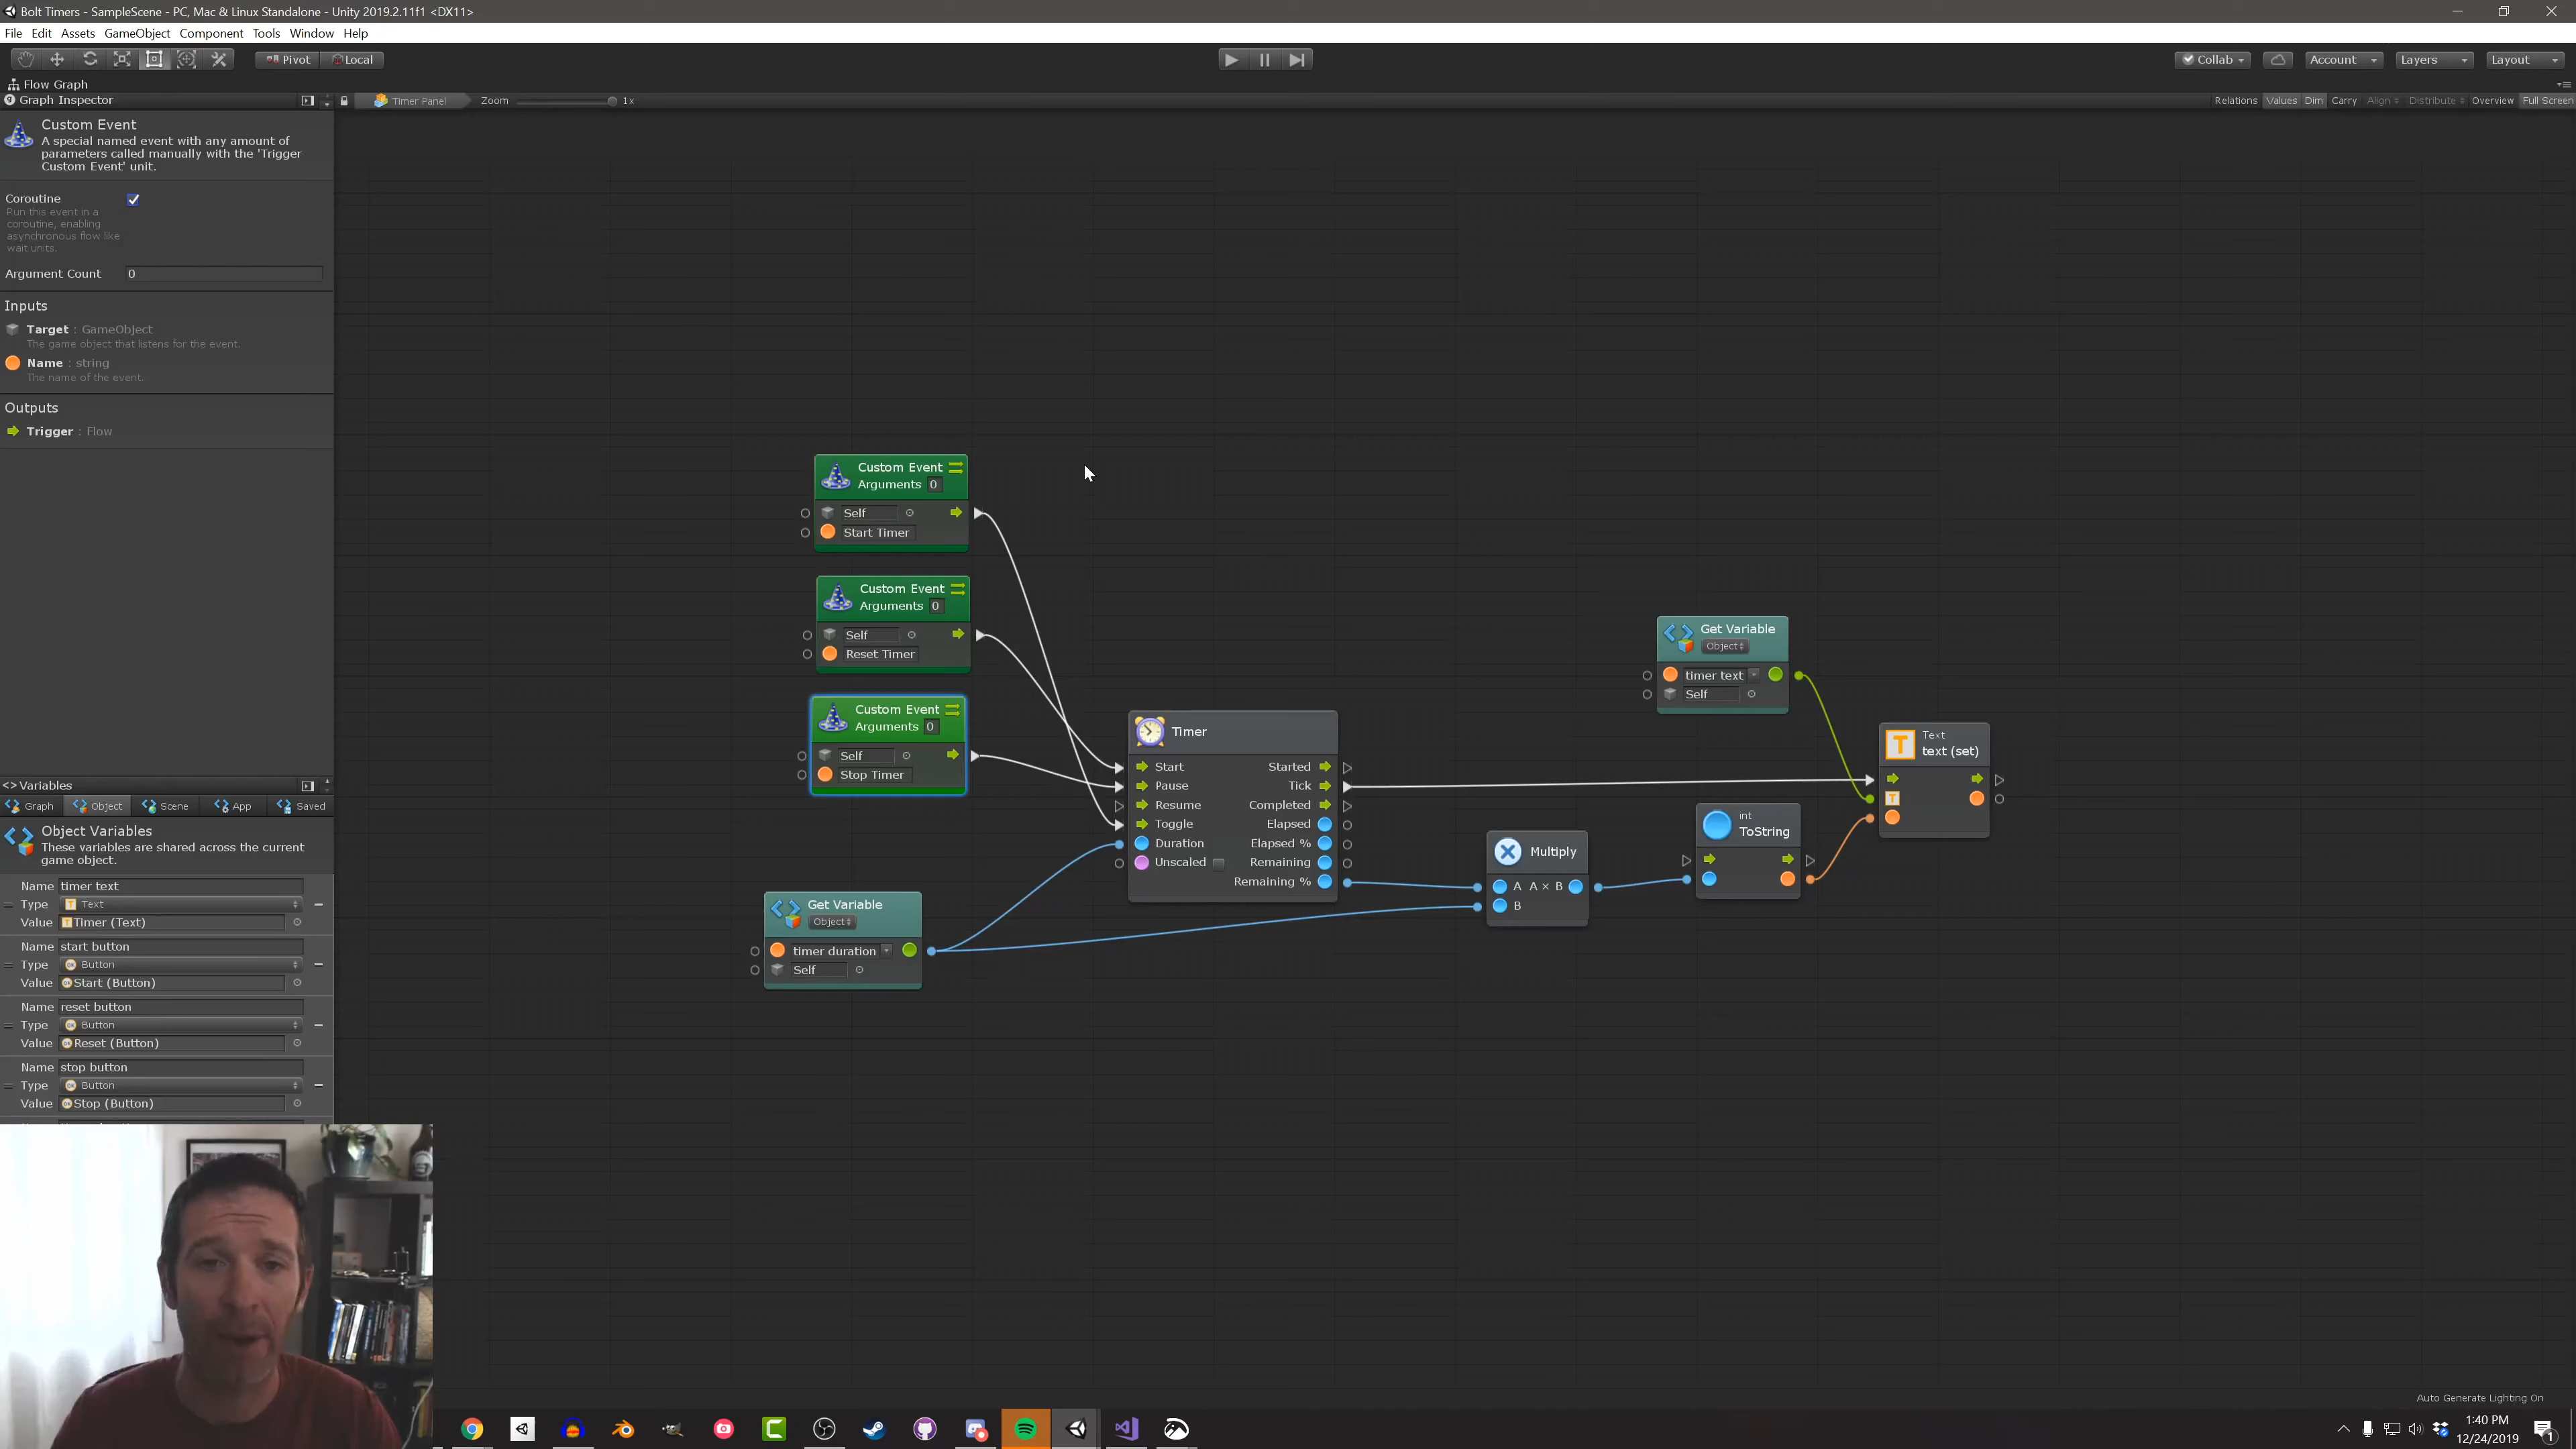 Bolt Timers - SampleScene - PC, Mac & Linux Standalone - Unity 2019.2.11f1 <DX11>
File Edit Assets GameObject Component Tools Window Help
Pivot Local
Collab Account Layers Layout
Flow Graph
Graph Inspector
Timer Panel Zoom 1x
Relations Values Dim Carry Align Distribute Overview Full Screen
Custom Event
A special named event with any amount of
parameters called manually with the 'Trigger
Custom Event' unit.
Coroutine
Run this event in a
coroutine, enabling
asynchronous flow like
wait units.
Argument Count 0
Inputs
Target : GameObject
The game object that listens for the event.
Name : string
The name of the event.
Outputs
Trigger : Flow
Custom Event
Arguments 0
Self
Start Timer
Custom Event
Arguments 0
Self
Reset Timer
Custom Event
Arguments 0
Self
Stop Timer
Get Variable
Object
timer duration
Self
Timer
Start Started
Pause Tick
Resume Completed
Toggle Elapsed
Duration Elapsed %
Unscaled Remaining
Remaining %
Multiply
A A × B
B
Get Variable
Object
timer text
Self
int
ToString
Text
text (set)
T
Variables
Graph Object Scene App Saved
Object Variables
These variables are shared across the current
game object.
Name timer text
Type Text
Value Timer (Text)
Name start button
Type Button
Value Start (Button)
Name reset button
Type Button
Value Reset (Button)
Name stop button
Type Button
Value Stop (Button)
Auto Generate Lighting On
1:40 PM
12/24/2019
1